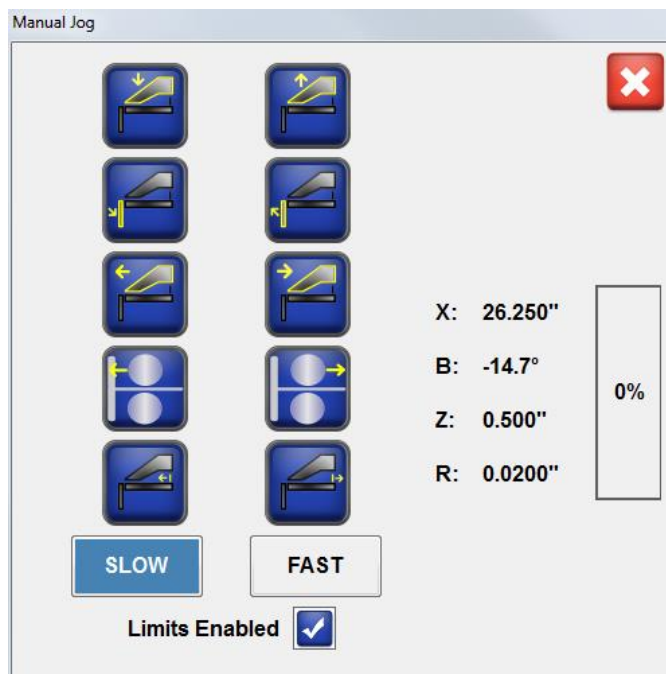 Manual Jog
X: 26.250"
B: -14.7°
0%
Z: 0.500"
R: 0.0200"
SLOW FAST
Limits Enabled